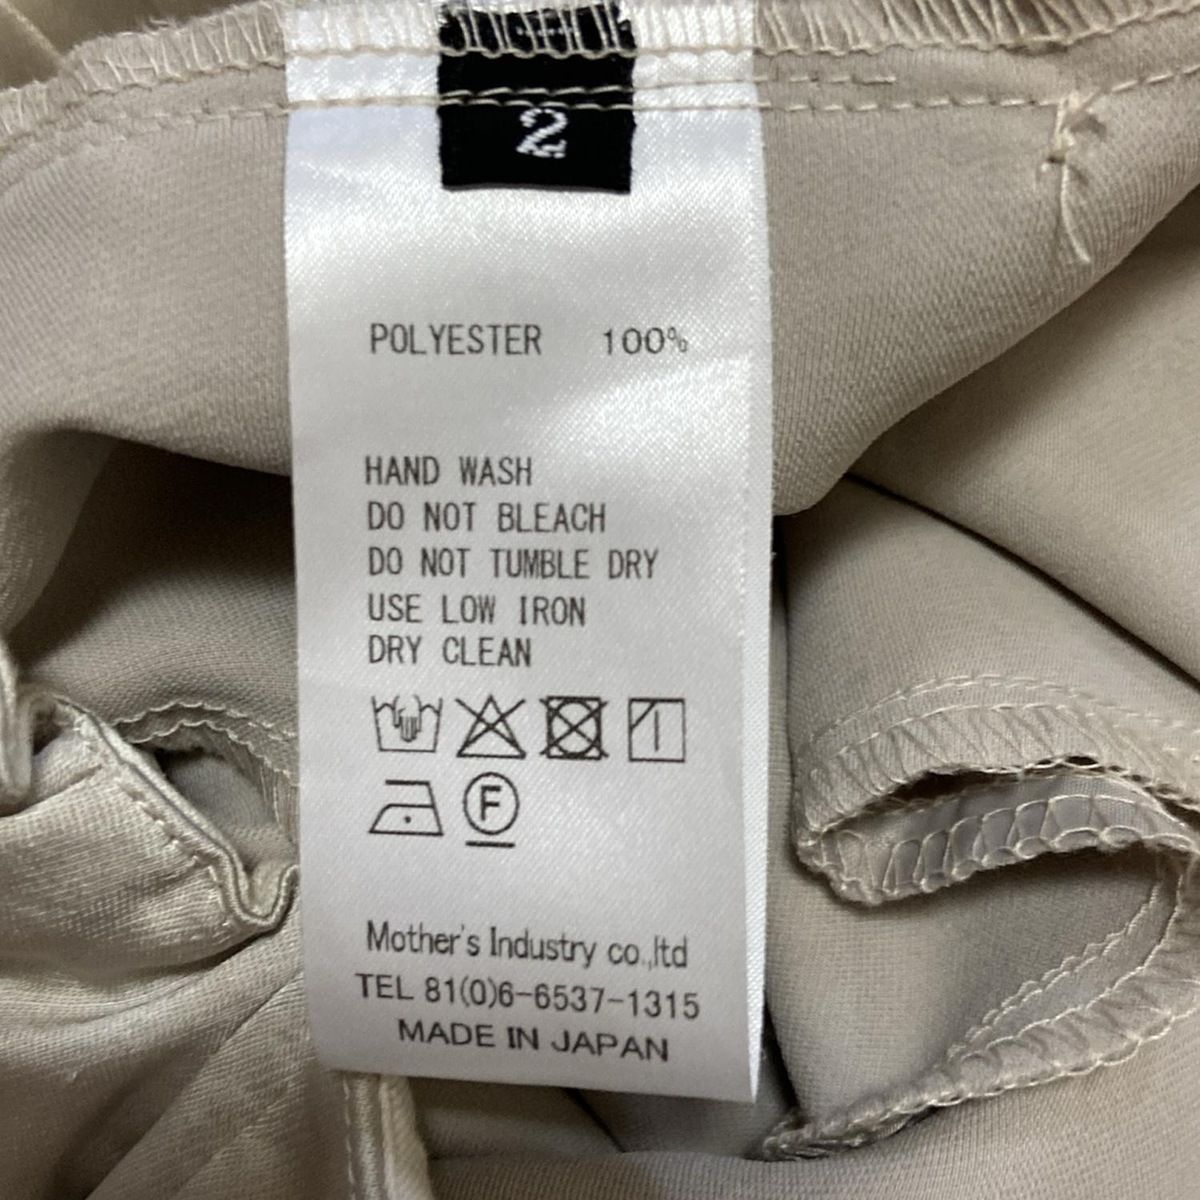 2
POLYESTER 100%
HAND WASH
DO NOT BLEACH
DO NOT TUMBLE DRY
USE LOW IRON
DRY CLEAN
F
Mother's Industry co.,ltd
TEL 81(0)6-6537-1315
MADE IN JAPAN